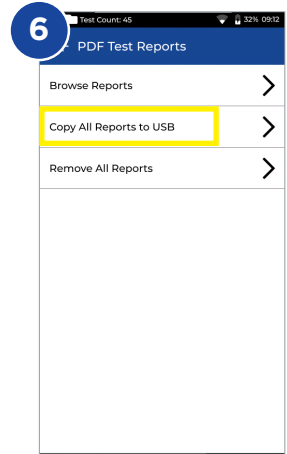 6
Test Count: 45 32% 09:12
PDF Test Reports
Browse Reports
Copy All Reports to USB
Remove All Reports